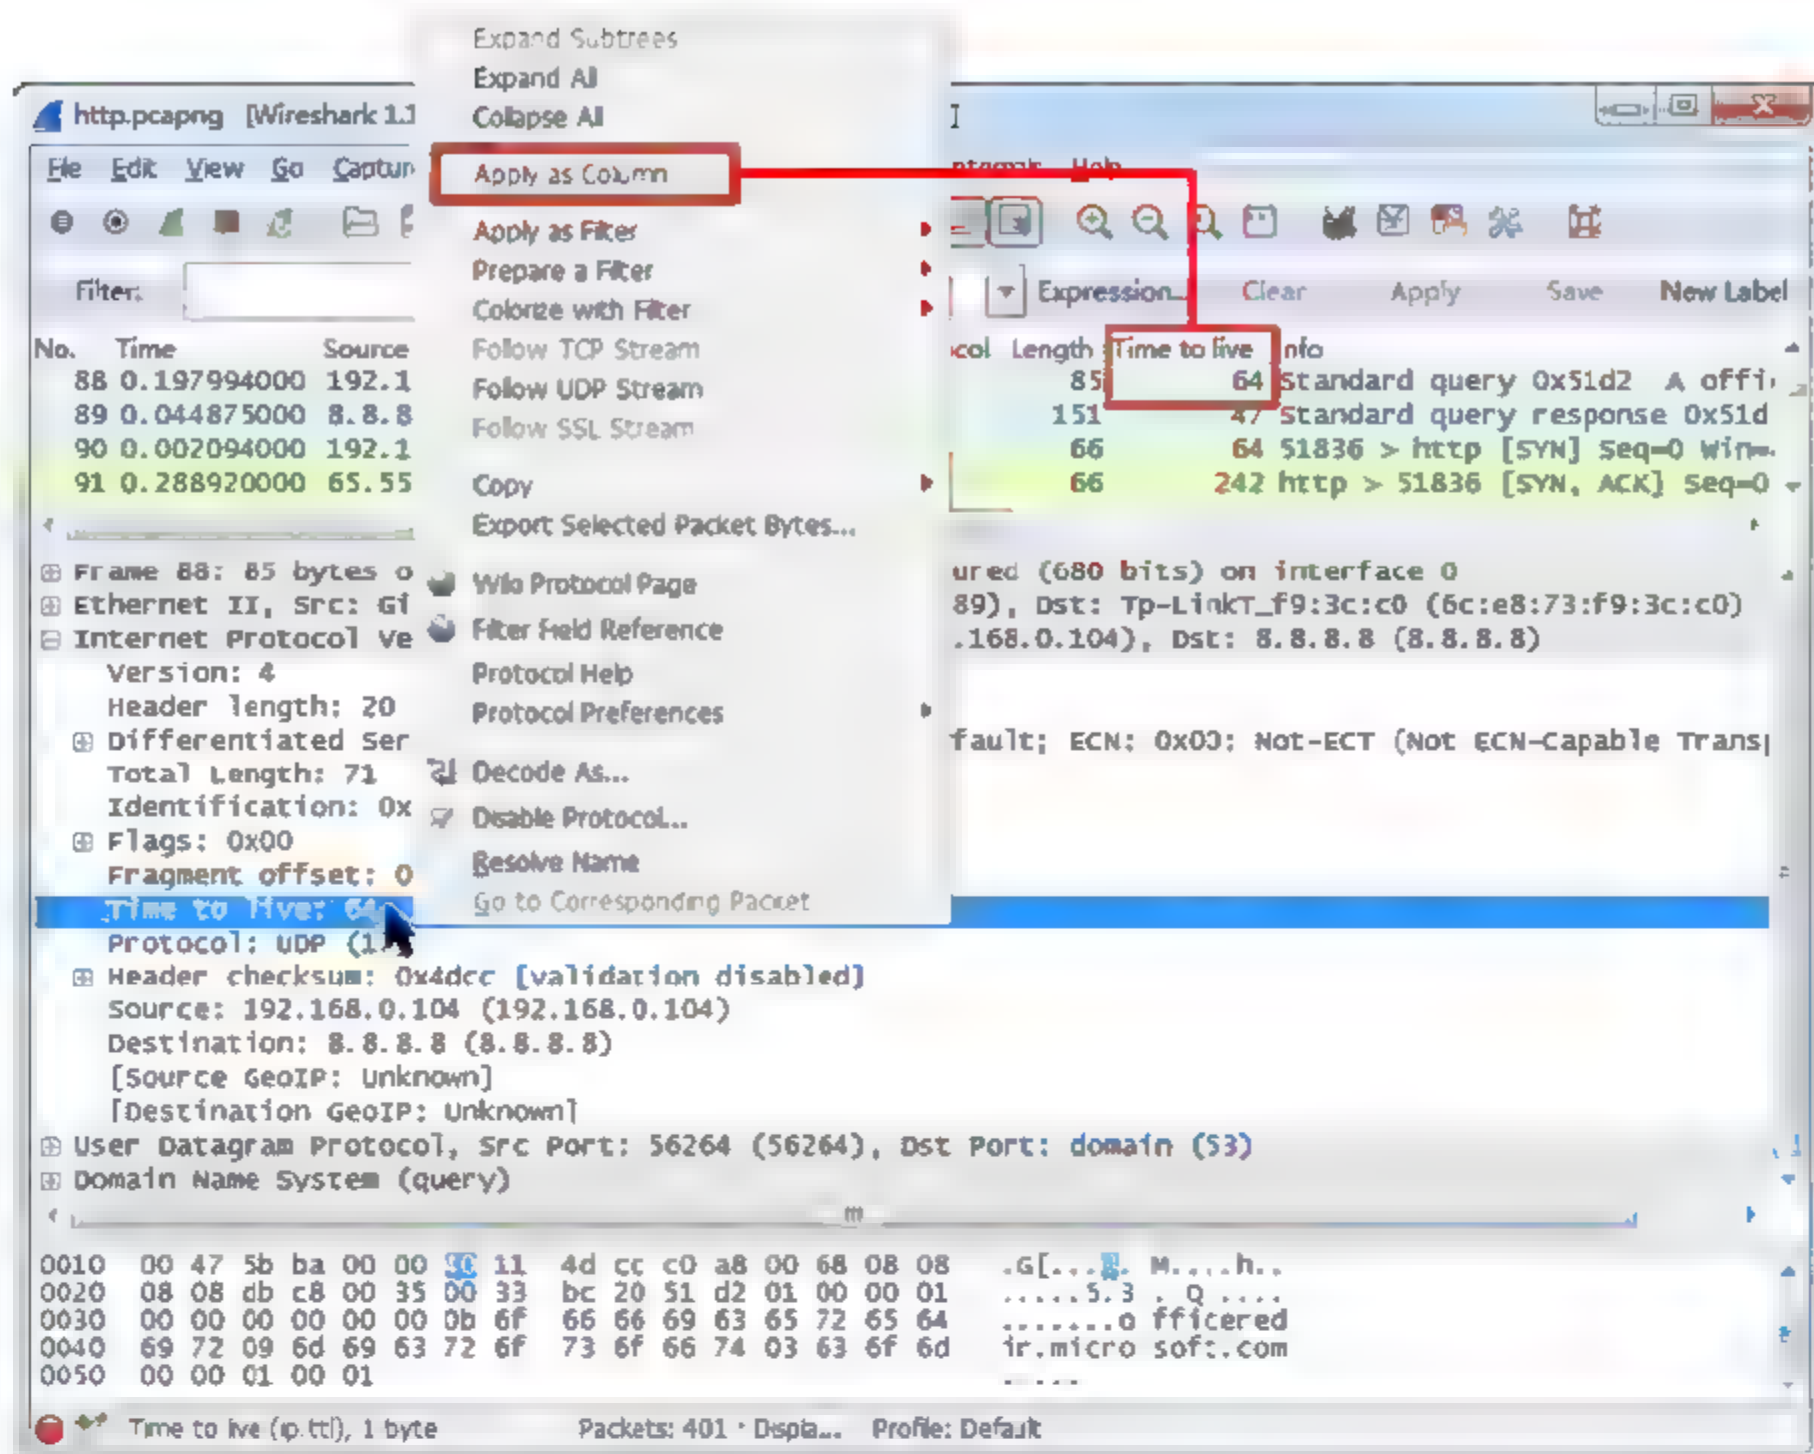 Expand Subtrees
Expand All
Collapse All
Apply as Column
Apply as Filter
Prepare a Filter
Colorize with Filter
Follow TCP Stream
Follow UDP Stream
Follow SSL Stream
Copy
Export Selected Packet Bytes...
Wiki Protocol Page
Filter Field Reference
Protocol Help
Protocol Preferences
Decode As...
Disable Protocol...
Resolve Name
Go to Corresponding Packet
http.pcapng [Wireshark 1.1
File Edit View Go Captur Help
Filter: Expression... Clear Apply Save New Label
No. Time Source col Length Time to live Info
88 0.197994000 192.1 85 64 Standard query 0x51d2 A offi
89 0.044875000 8.8.8 151 47 Standard query response 0x51d
90 0.002094000 192.1 66 64 51836 > http [SYN] Seq=0 Win=
91 0.288920000 65.55 66 242 http > 51836 [SYN, ACK] Seq=0
Frame 88: 85 bytes o ured (680 bits) on interface 0
Ethernet II, Src: Gi 89), Dst: Tp-LinkT_f9:3c:c0 (6c:e8:73:f9:3c:c0)
Internet Protocol Ve .168.0.104), Dst: 8.8.8.8 (8.8.8.8)
Version: 4
Header length: 20
Differentiated Ser fault; ECN: 0x00: Not-ECT (Not ECN-Capable Transp
Total Length: 71
Identification: 0x
Flags: 0x00
Fragment offset: 0
Time to live: 64
Protocol: UDP (1
Header checksum: 0x4dcc [validation disabled]
Source: 192.168.0.104 (192.168.0.104)
Destination: 8.8.8.8 (8.8.8.8)
[Source GeoIP: Unknown]
[Destination GeoIP: Unknown]
User Datagram Protocol, Src Port: 56264 (56264), Dst Port: domain (53)
Domain Name System (query)
0010 00 47 5b ba 00 00 11 4d cc c0 a8 00 68 08 08 .G[... M....h..
0020 08 08 db c8 00 35 00 33 bc 20 51 d2 01 00 00 01 .....5.3 . Q ....
0030 00 00 00 00 00 00 0b 6f 66 66 69 63 65 72 65 64 .......o fficered
0040 69 72 09 6d 69 63 72 6f 73 6f 66 74 03 63 6f 6d ir.micro soft.com
0050 00 00 01 00 01 .....
Time to live (ip.ttl), 1 byte Packets: 401 · Displa... Profile: Default